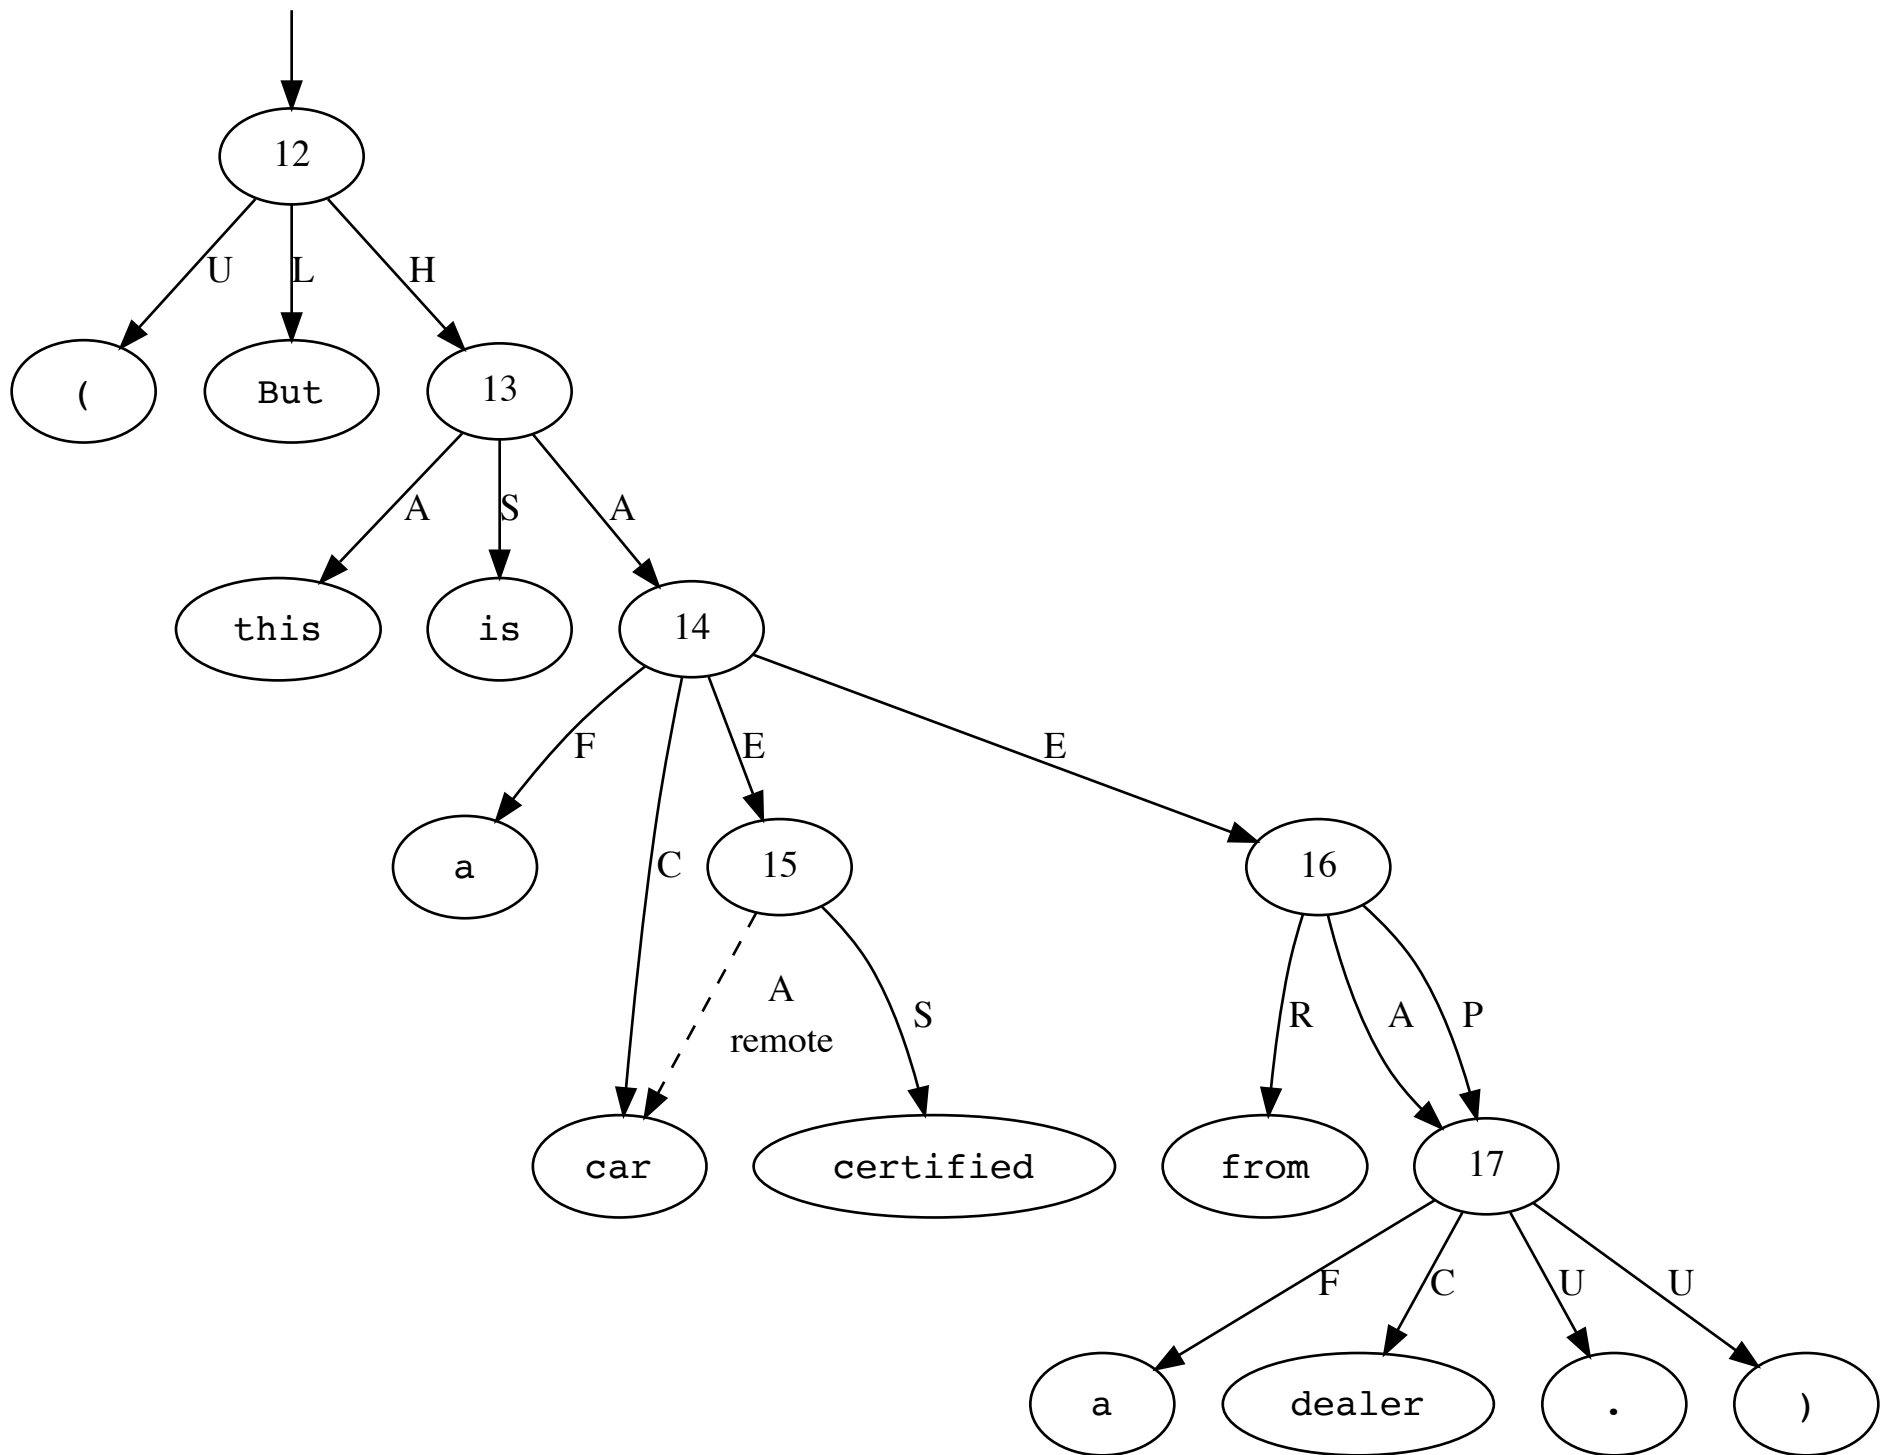 12
U L H
( But 13
A S A
this is 14
F E E
a C 15 16
A S R A P
remote
car certified from 17
F C U U
a dealer . )